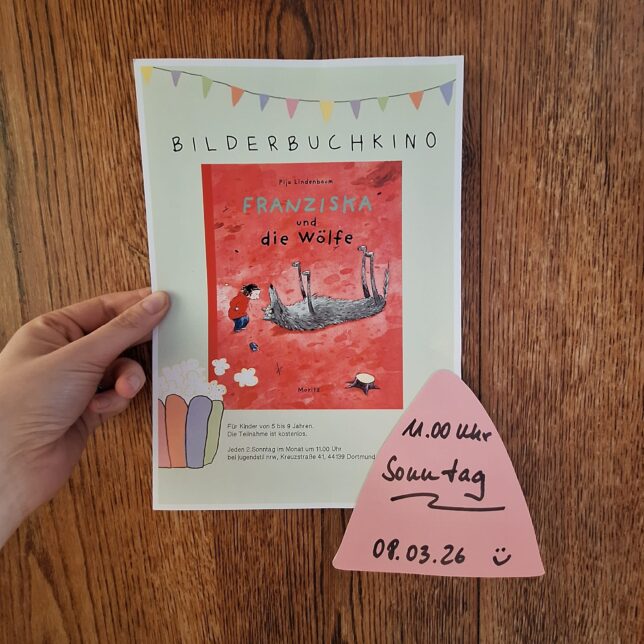 BILDERBUCHKINO
Pija Lindenbaum
FRANZISKA
und
die Wölfe
Moritz
Für Kinder von 5 bis 9 Jahren.
Die Teilnahme ist kostenlos.
Jeden 2.Sonntag im Monat um 11.00 Uhr
bei jugendstil nrw, Kreuzstraße 41, 44139 Dortmund
11.00 Uhr
Sonntag
08.03.26